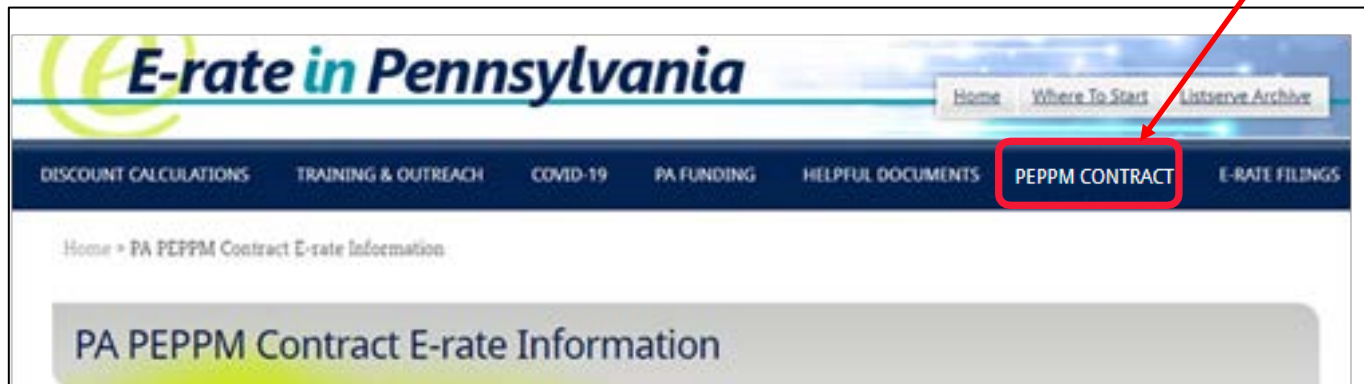 E-rate in Pennsylvania
Home Where To Start Listserve Archive
DISCOUNT CALCULATIONS TRAINING & OUTREACH COVID-19 PA FUNDING HELPFUL DOCUMENTS PEPPM CONTRACT E-RATE FILINGS
Home » PA PEPPM Contract E-rate Information
PA PEPPM Contract E-rate Information